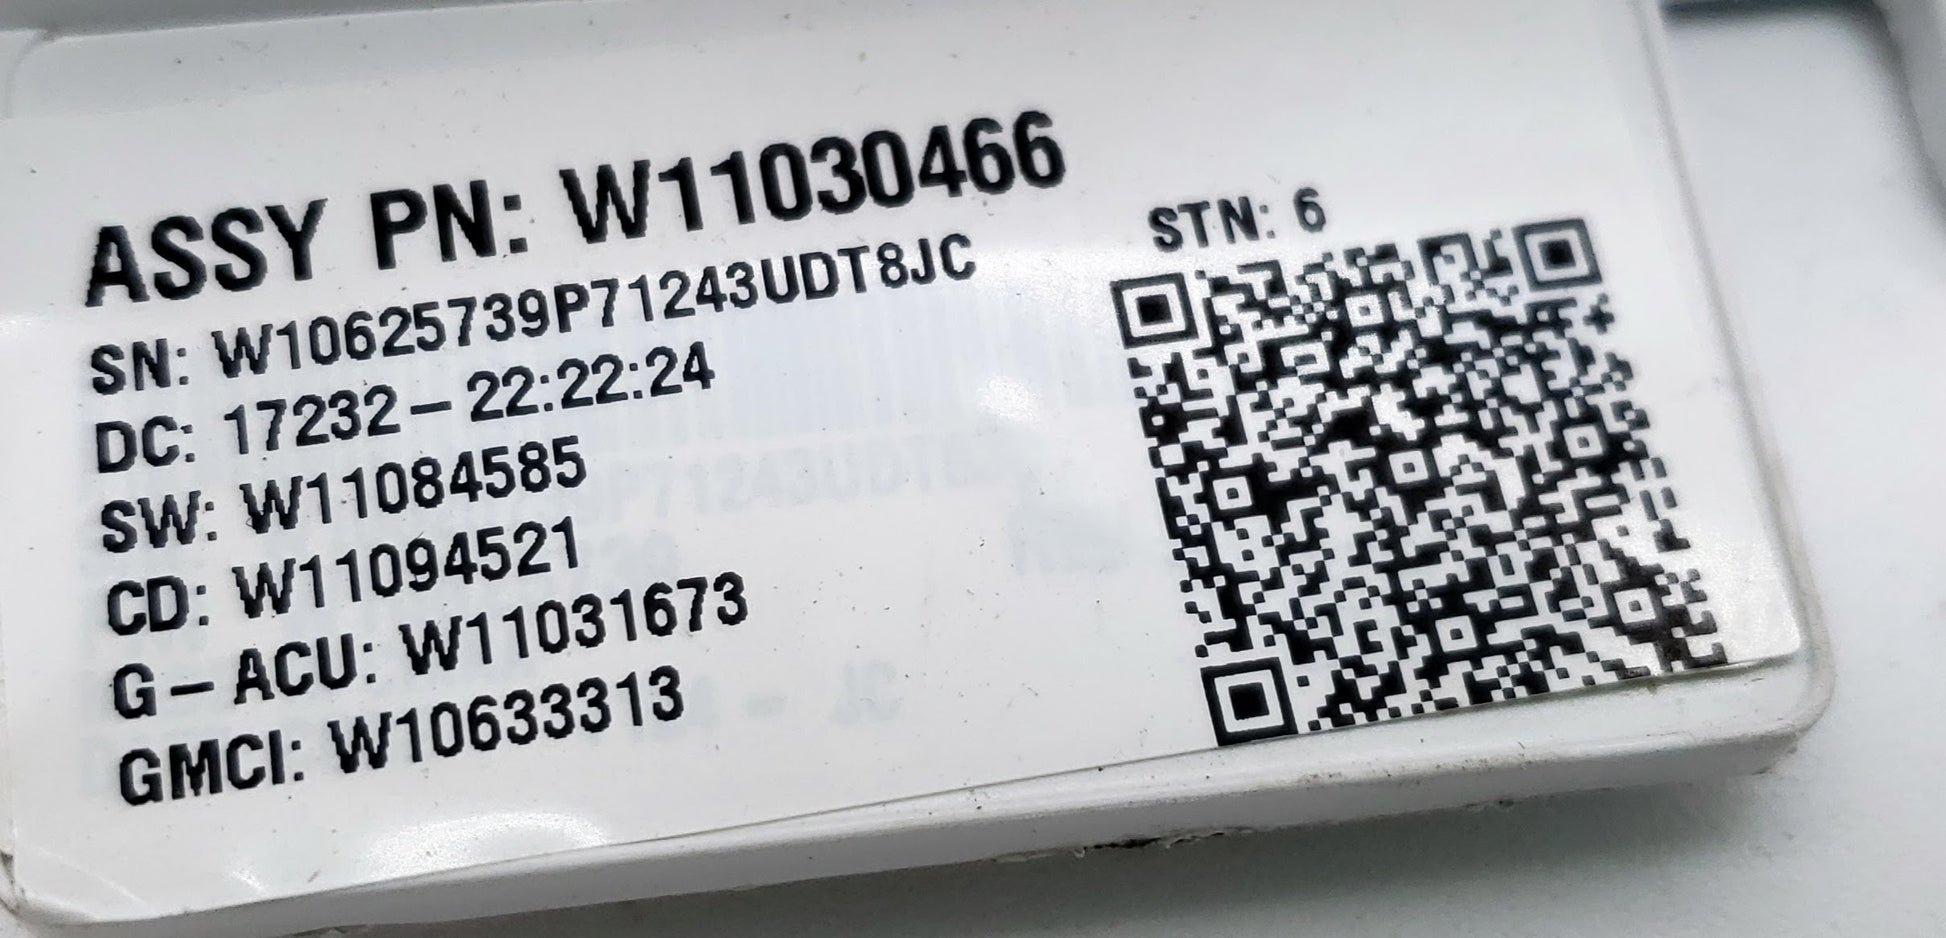 ASSY PN: W11030466
STN: 6
SN: W10625739P71243UDT8JC
DC: 17232-22:22:24
SW: W11084585
CD: W11094521
G-ACU: W11031673
GMCI: W10633313